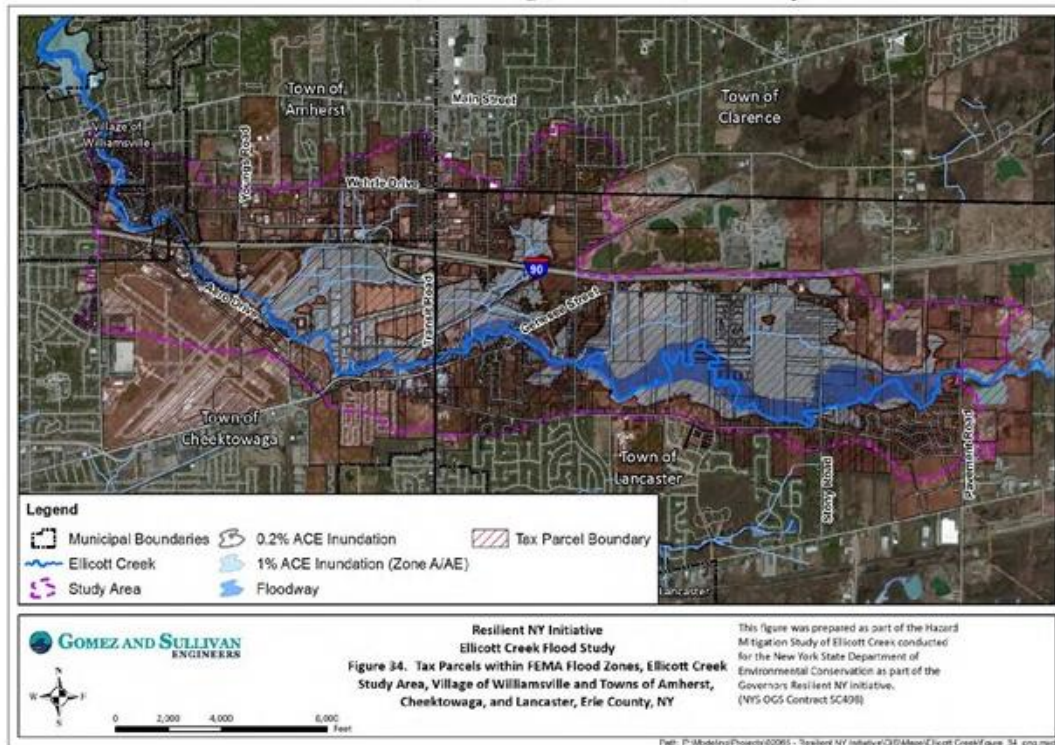 Town of
Amherst
Main Street
Town of
Clarence
Village of
Williamsville
Youngs Road
Wehrle Drive
90
Aero Drive
Transit Road
Genesee Street
Town of
Cheektowaga
Town of
Lancaster
Stony Road
Pavement Road
Lancaster
Legend
Municipal Boundaries
0.2% ACE Inundation
Tax Parcel Boundary
Ellicott Creek
1% ACE Inundation (Zone A/AE)
Study Area
Floodway
GOMEZ AND SULLIVAN
ENGINEERS
N
W
E
S
0 2,000 4,000 6,000
Feet
Resilient NY Initiative
Ellicott Creek Flood Study
Figure 34. Tax Parcels within FEMA Flood Zones, Ellicott Creek
Study Area, Village of Williamsville and Towns of Amherst,
Cheektowaga, and Lancaster, Erie County, NY
This figure was prepared as part of the Hazard
Mitigation Study of Ellicott Creek conducted
for the New York State Department of
Environmental Conservation as part of the
Governors Resilient NY initiative.
(NYS OGS Contract SC498)